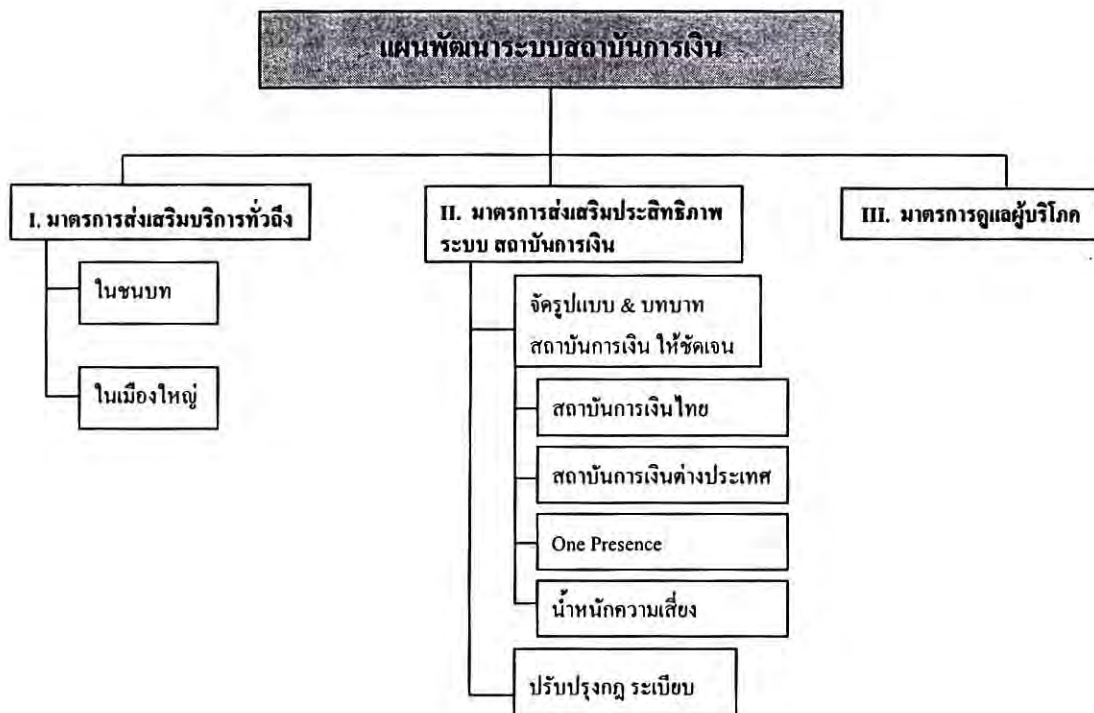 แผนพัฒนาระบบสถาบันการเงิน
I. มาตรการส่งเสริมบริการทั่วถึง
ในชนบท
ในเมืองใหญ่
II. มาตรการส่งเสริมประสิทธิภาพ
ระบบ สถาบันการเงิน
จัดรูปแบบ & บทบาท
สถาบันการเงิน ให้ชัดเจน
สถาบันการเงินไทย
สถาบันการเงินต่างประเทศ
One Presence
น้ำหนักความเสี่ยง
ปรับปรุงกฎ ระเบียบ
III. มาตรการดูแลผู้บริโภค